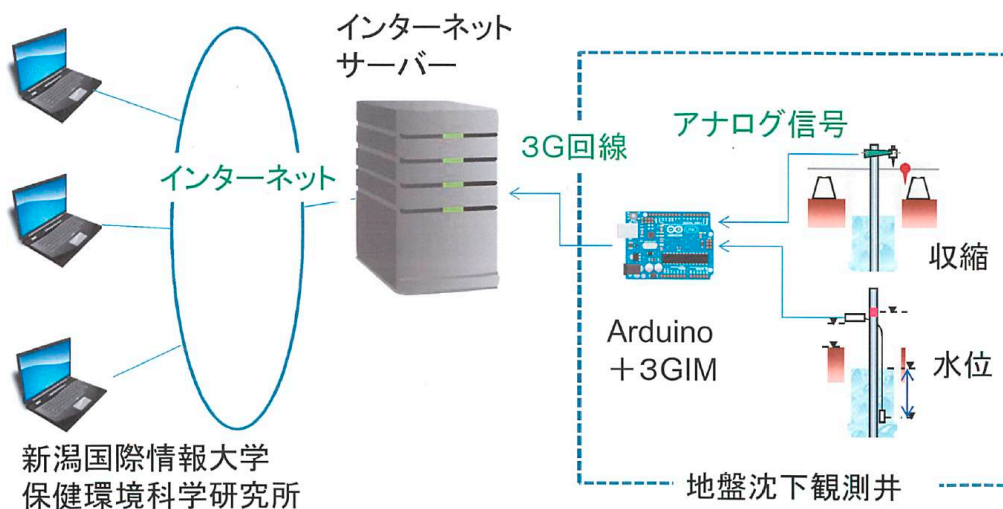 インターネット
サーバー
アナログ信号
3G回線
インターネット
収縮
Arduino
+3GIM
水位
新潟国際情報大学
保健環境科学研究所
地盤沈下観測井